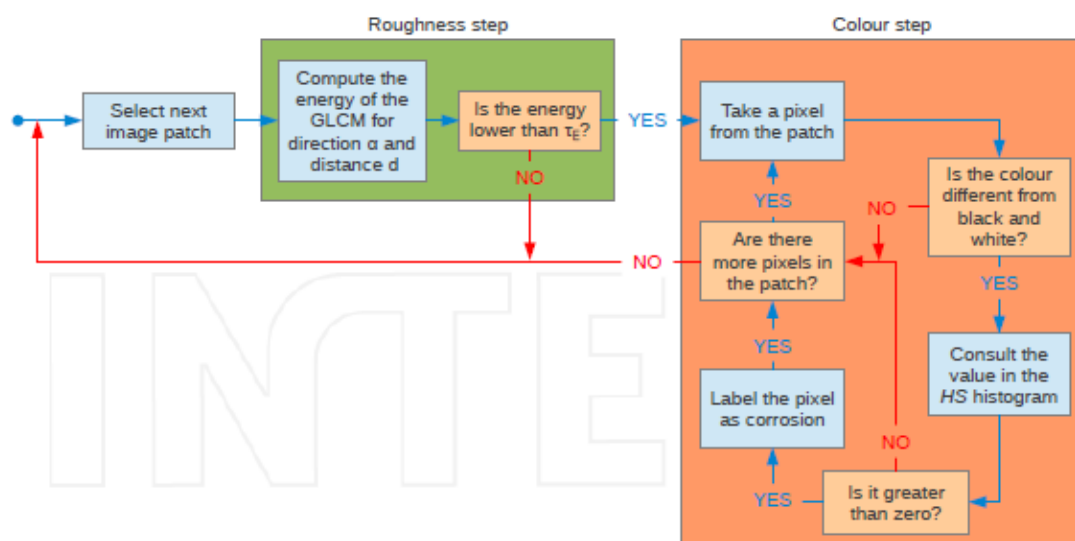 Roughness step
Colour step
Select next
image patch
Compute the
energy of the
GLCM for
direction α and
distance d
Is the energy
lower than τE?
YES
NO
Take a pixel
from the patch
Is the colour
different from
black and
white?
NO
YES
YES
Are there
more pixels in
the patch?
NO
YES
Consult the
value in the
HS histogram
Label the pixel
as corrosion
NO
YES
Is it greater
than zero?
INTE